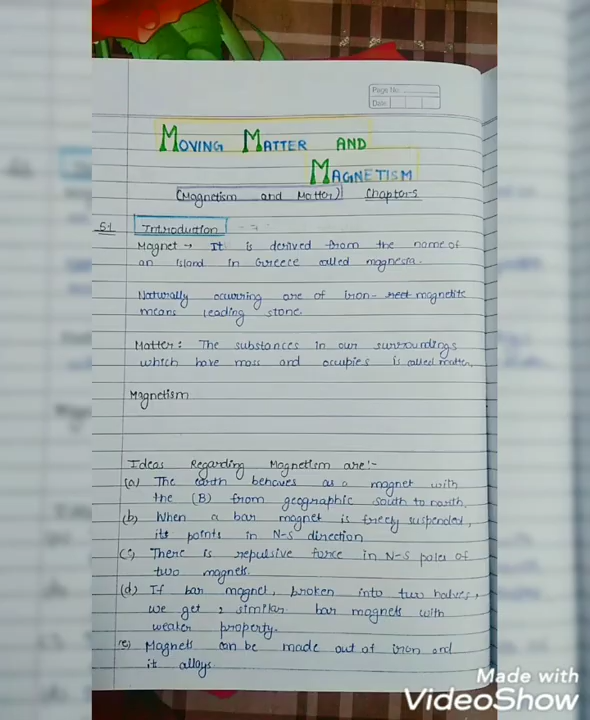 Page No.
Date
MOVING MATTER AND
MAGNETISM
(Magnetism and Matter) Chapter5
5.1 Introduction →
Magnet → It is derived from the name of
an island in Greece called magnesia.
Naturally ocurring ore of iron- magnetite
means leading stone.
Matter: The substances in our surroundings
which have mass and occupies is called matter.
Magnetism
Ideas Regarding Magnetism are:-
(a) The earth behaves as a magnet with
the (B) from geographic south to north.
(b) When a bar magnet is freely suspended,
its points in N-S direction
(c) There is repulsive force in N-S poles of
two magnets.
(d) If bar magnet, broken into two halves,
we get 2 similar bar magnets with
weaker property.
(e) Magnets can be made out of iron and
it alloys
Made with
VideoShow